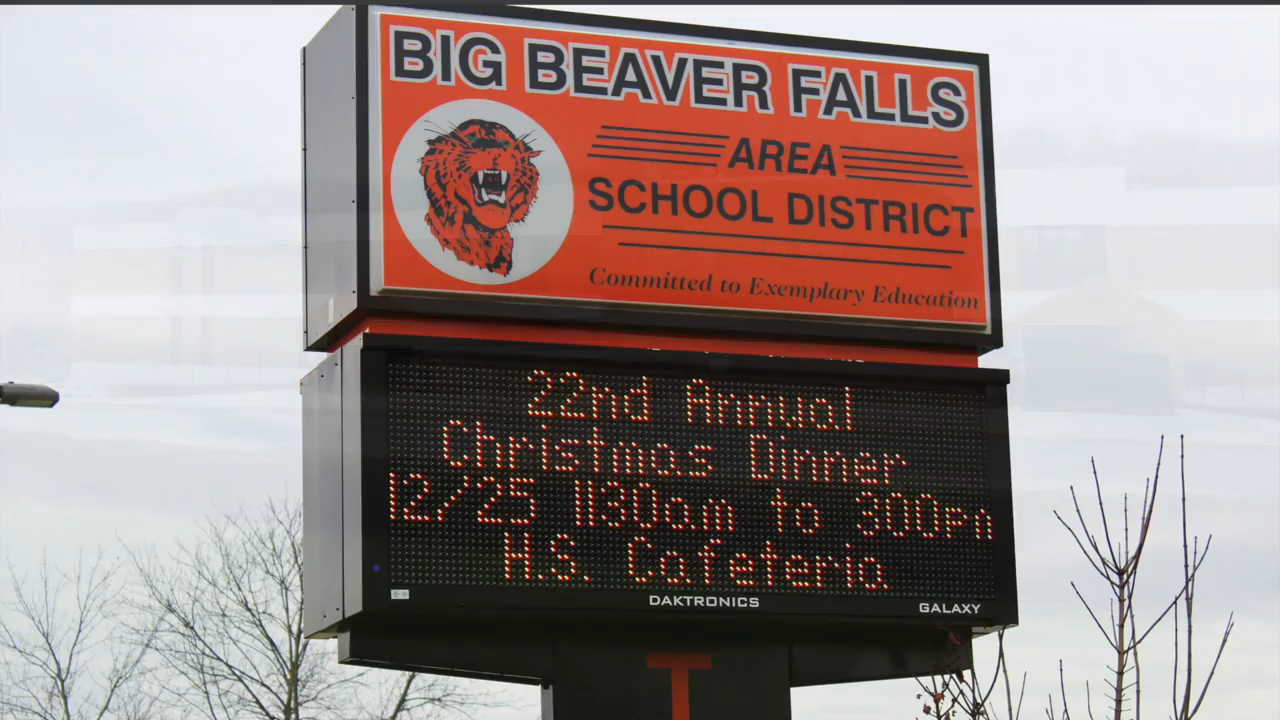 BIG BEAVER FALLS
AREA
SCHOOL DISTRICT
Committed to Exemplary Education
22nd Annual
Christmas Dinner
12/25 1130am to 300pm
H.S. Cafeteria
DAKTRONICS
GALAXY
T